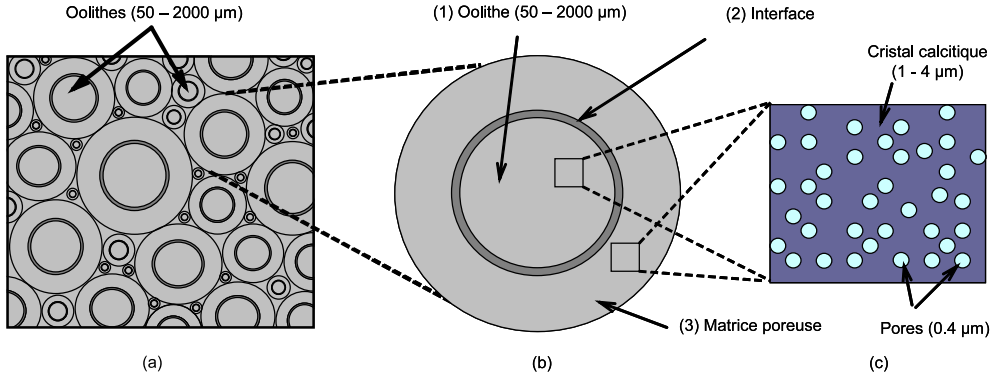 Oolithes (50 – 2000 µm)
(1) Oolithe (50 – 2000 µm)
(2) Interface
Cristal calcitique
(1 - 4 µm)
(3) Matrice poreuse
Pores (0.4 µm)
(a)
(b)
(c)